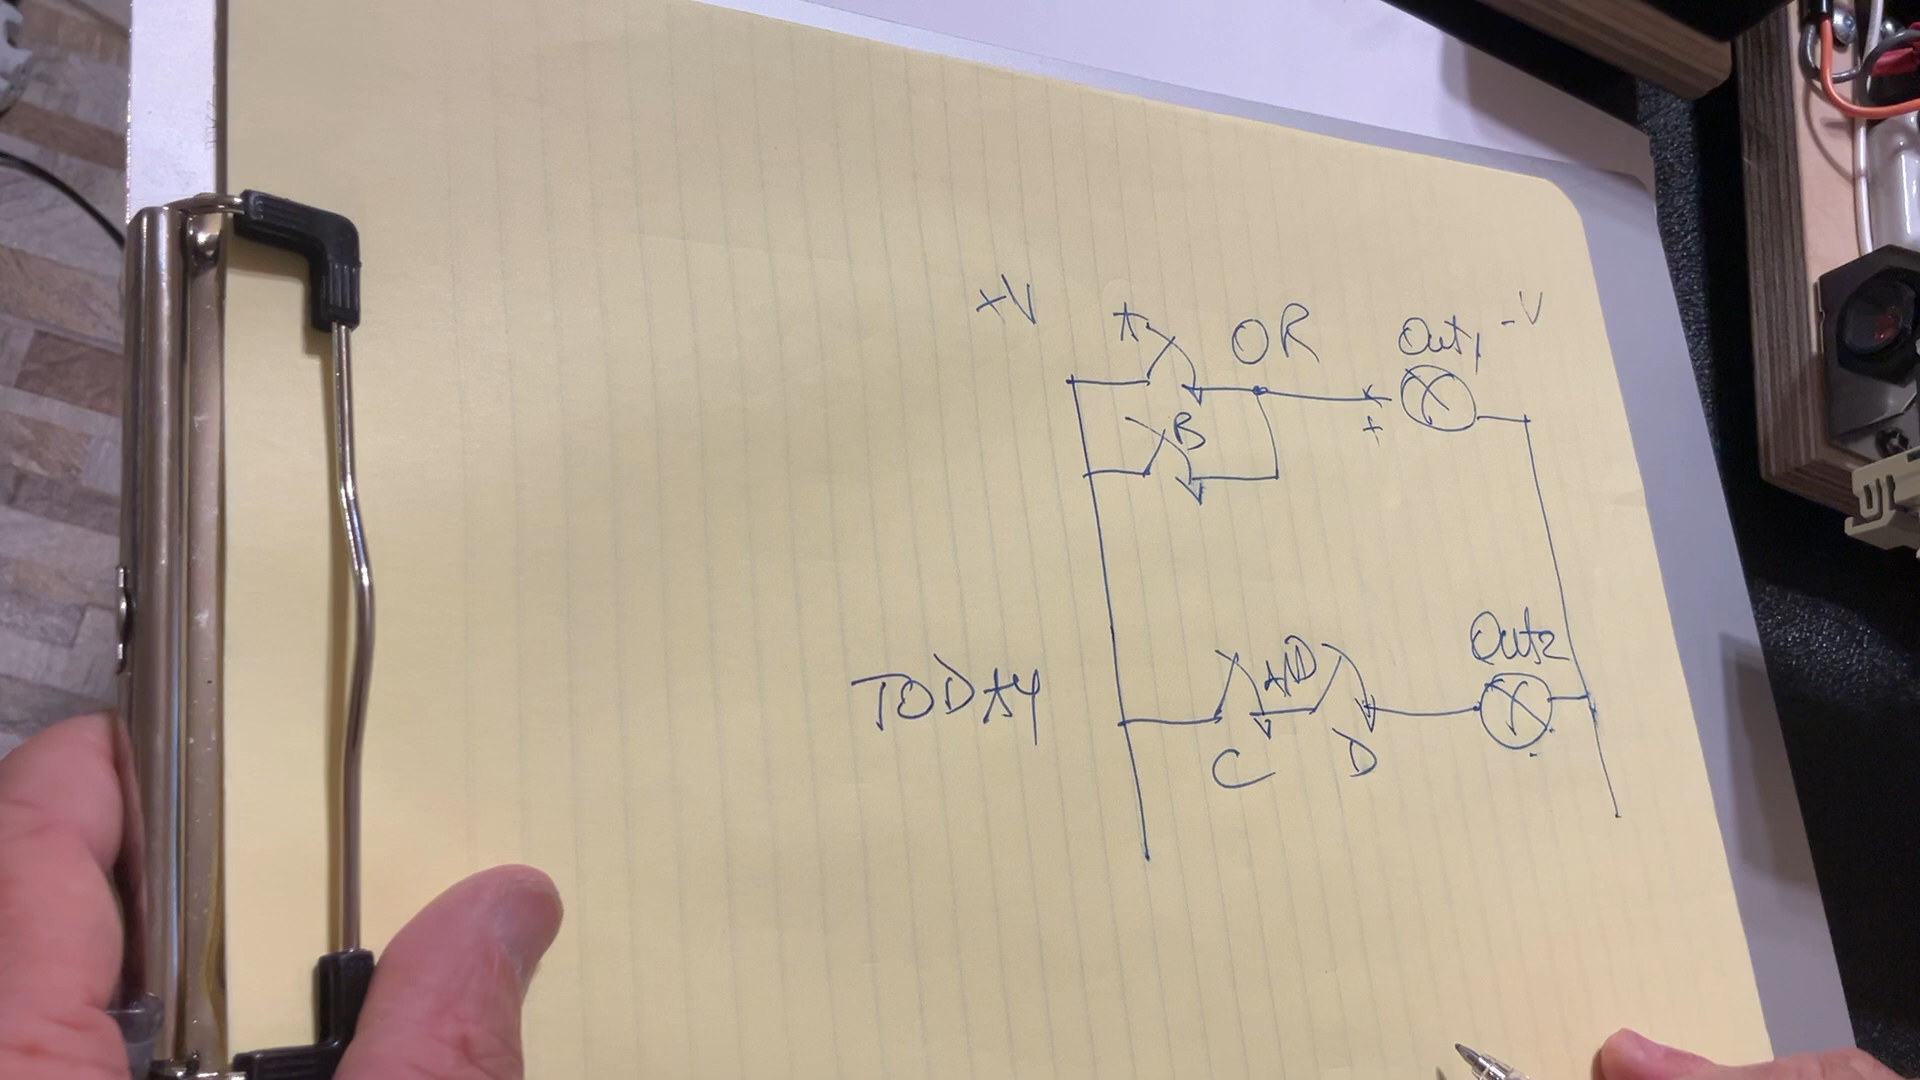 +V A OR Out1 -V
B
+
Out2
TODAY AND
C D